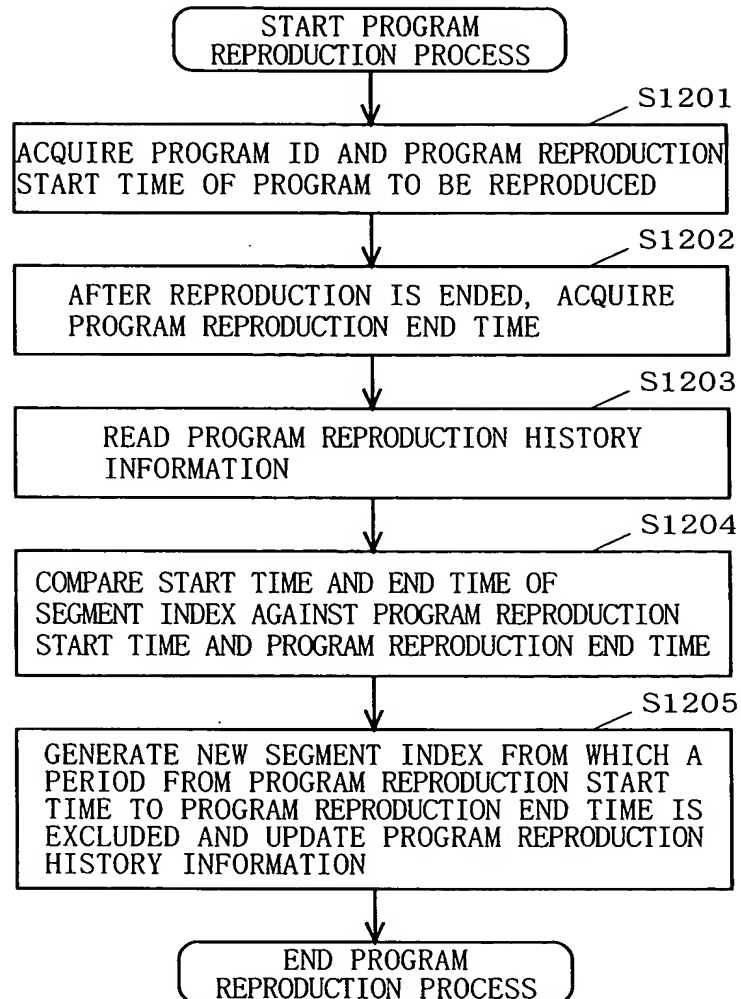 START PROGRAM
REPRODUCTION PROCESS
S1201
ACQUIRE PROGRAM ID AND PROGRAM REPRODUCTION
START TIME OF PROGRAM TO BE REPRODUCED
S1202
AFTER REPRODUCTION IS ENDED, ACQUIRE
PROGRAM REPRODUCTION END TIME
S1203
READ PROGRAM REPRODUCTION HISTORY
INFORMATION
S1204
COMPARE START TIME AND END TIME OF
SEGMENT INDEX AGAINST PROGRAM REPRODUCTION
START TIME AND PROGRAM REPRODUCTION END TIME
S1205
GENERATE NEW SEGMENT INDEX FROM WHICH A
PERIOD FROM PROGRAM REPRODUCTION START
TIME TO PROGRAM REPRODUCTION END TIME IS
EXCLUDED AND UPDATE PROGRAM REPRODUCTION
HISTORY INFORMATION
END PROGRAM
REPRODUCTION PROCESS